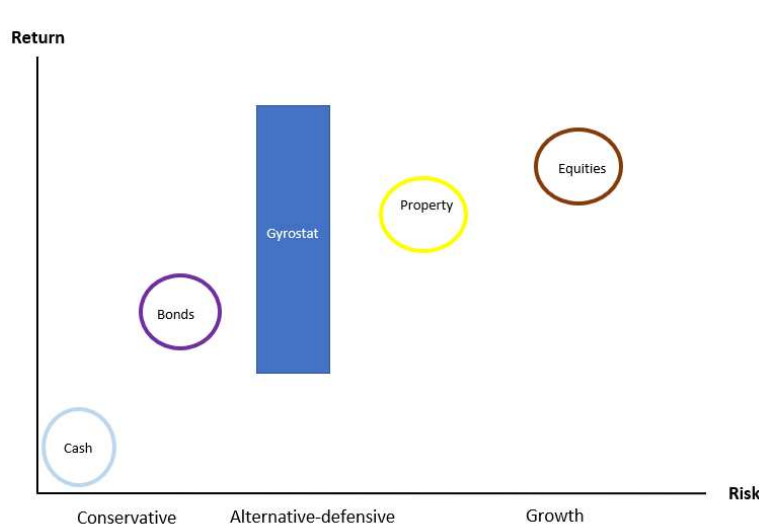 Return
Equities
Property
Gyrostat
Bonds
Cash
Risk
Conservative
Alternative-defensive
Growth